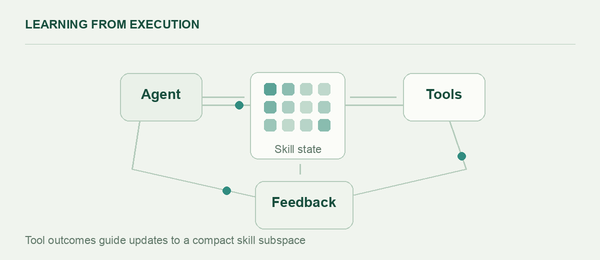 LEARNING FROM EXECUTION
Agent
Tools
Skill state
Feedback
Tool outcomes guide updates to a compact skill subspace